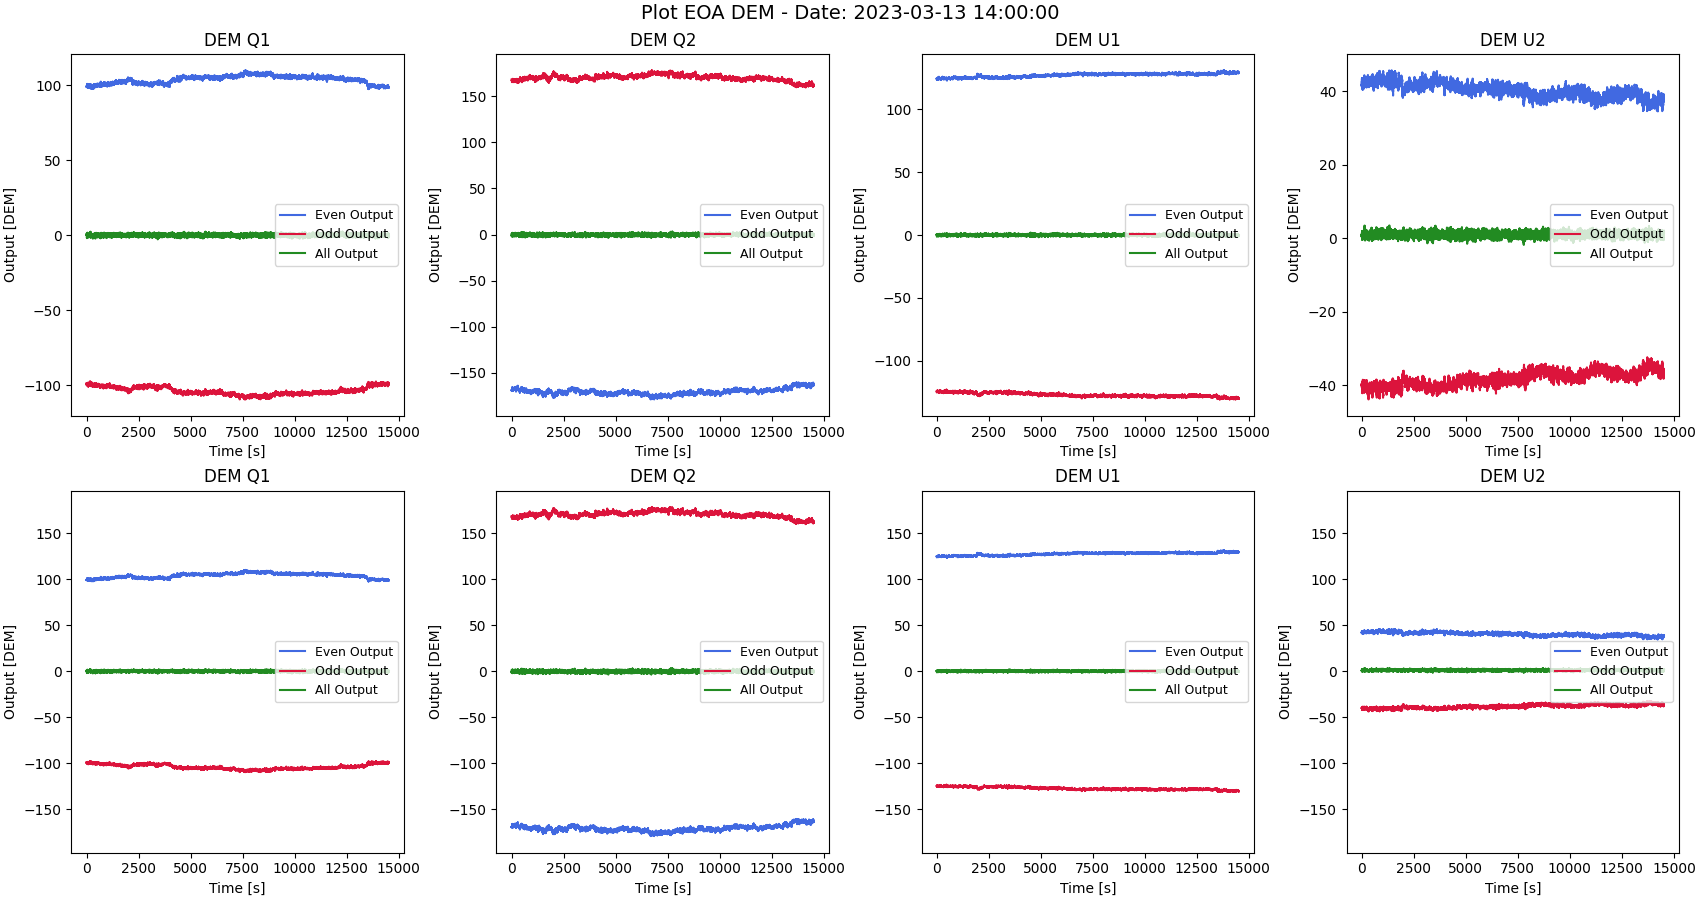 Plot EOA DEM - Date: 2023-03-13 14:00:00
DEM Q1
Output [DEM]
100
50
0
−50
−100
Even Output
Odd Output
All Output
0 2500 5000 7500 10000 12500 15000
Time [s]
DEM Q2
Output [DEM]
150
100
50
0
−50
−100
−150
Even Output
Odd Output
All Output
0 2500 5000 7500 10000 12500 15000
Time [s]
DEM U1
Output [DEM]
100
50
0
−50
−100
Even Output
Odd Output
All Output
0 2500 5000 7500 10000 12500 15000
Time [s]
DEM U2
Output [DEM]
40
20
0
−20
−40
Even Output
Odd Output
All Output
0 2500 5000 7500 10000 12500 15000
Time [s]
DEM Q1
Output [DEM]
150
100
50
0
−50
−100
−150
Even Output
Odd Output
All Output
0 2500 5000 7500 10000 12500 15000
Time [s]
DEM Q2
Output [DEM]
150
100
50
0
−50
−100
−150
Even Output
Odd Output
All Output
0 2500 5000 7500 10000 12500 15000
Time [s]
DEM U1
Output [DEM]
150
100
50
0
−50
−100
−150
Even Output
Odd Output
All Output
0 2500 5000 7500 10000 12500 15000
Time [s]
DEM U2
Output [DEM]
150
100
50
0
−50
−100
−150
Even Output
Odd Output
All Output
0 2500 5000 7500 10000 12500 15000
Time [s]